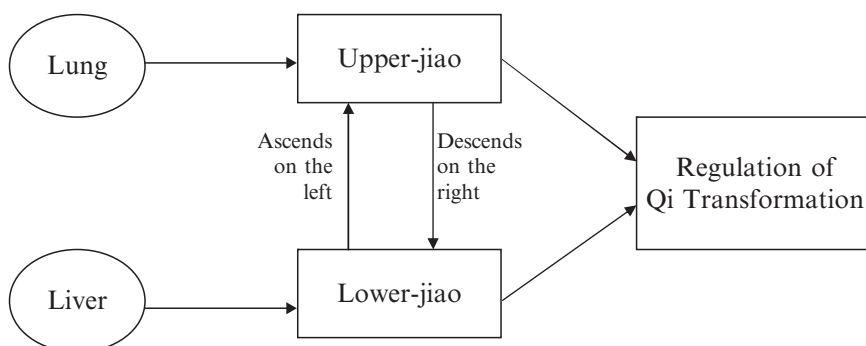 Lung
Upper-jiao
Ascends
on the
left
Descends
on the
right
Regulation of
Qi Transformation
Liver
Lower-jiao